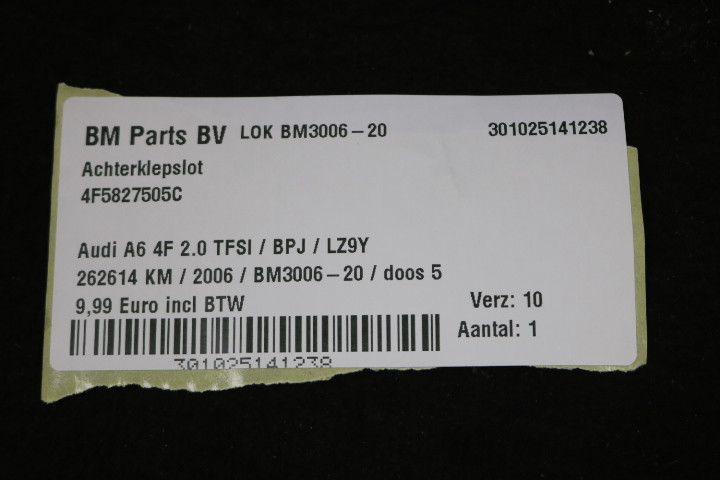 BM Parts BV LOK BM3006-20 301025141238
Achterklepslot
4F5827505C
Audi A6 4F 2.0 TFSI / BPJ / LZ9Y
262614 KM / 2006 / BM3006-20 / doos 5
9,99 Euro incl BTW Verz: 10
Aantal: 1
301025141238